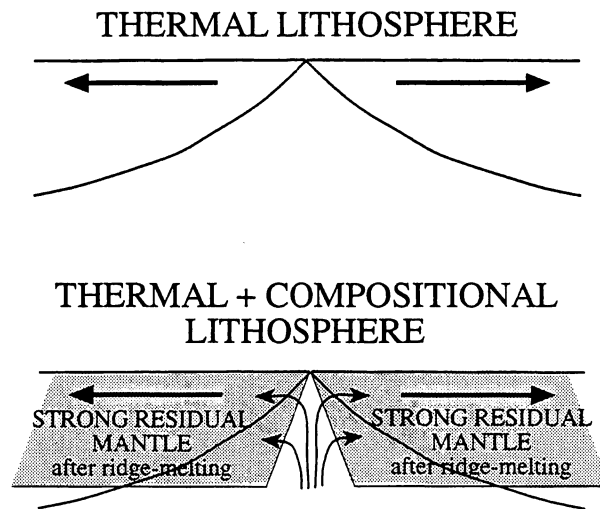 THERMAL LITHOSPHERE
THERMAL + COMPOSITIONAL
LITHOSPHERE
STRONG RESIDUAL
MANTLE
after ridge-melting
STRONG RESIDUAL
MANTLE
after ridge-melting